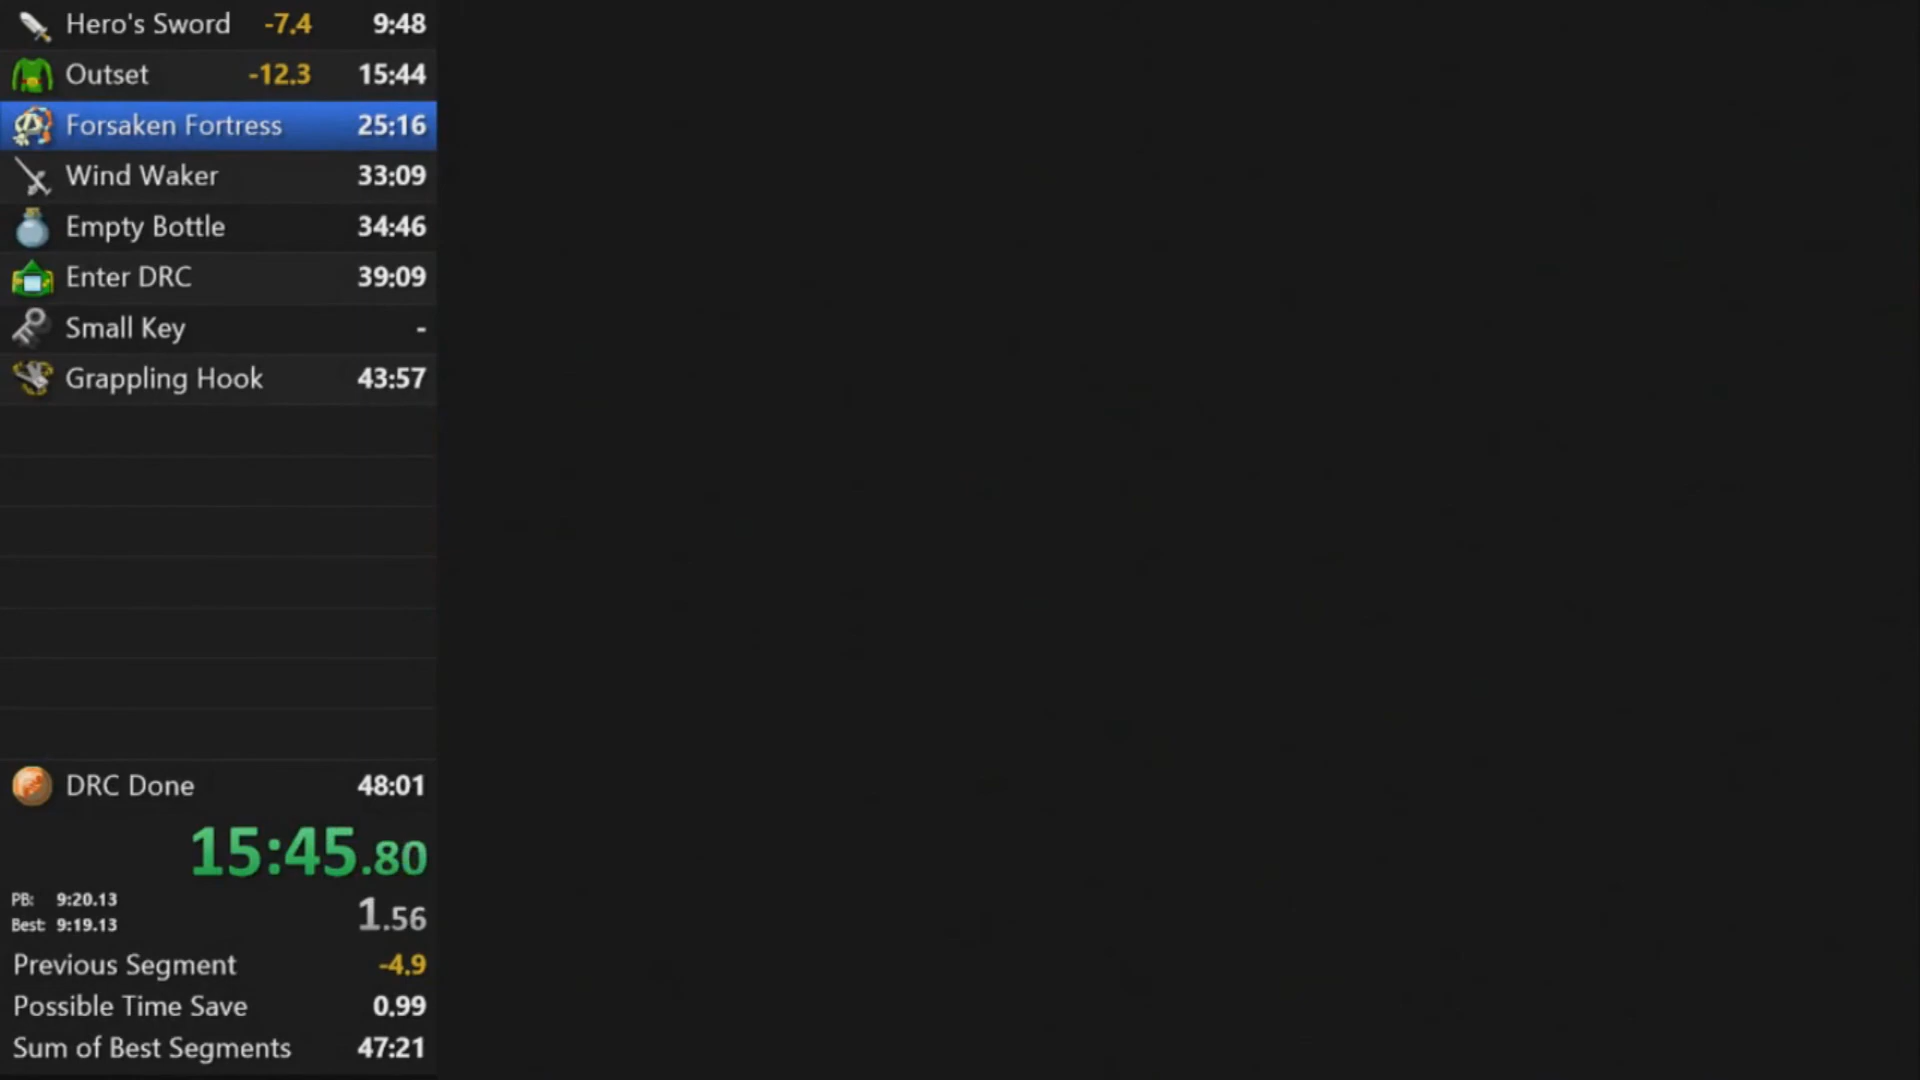 Hero's Sword -7.4 9:48
Outset -12.3 15:44
Forsaken Fortress 25:16
Wind Waker 33:09
Empty Bottle 34:46
Enter DRC 39:09
Small Key -
Grappling Hook 43:57
DRC Done 48:01
15:45.80
PB: 9:20.13
Best: 9:19.13
1.56
Previous Segment -4.9
Possible Time Save 0.99
Sum of Best Segments 47:21